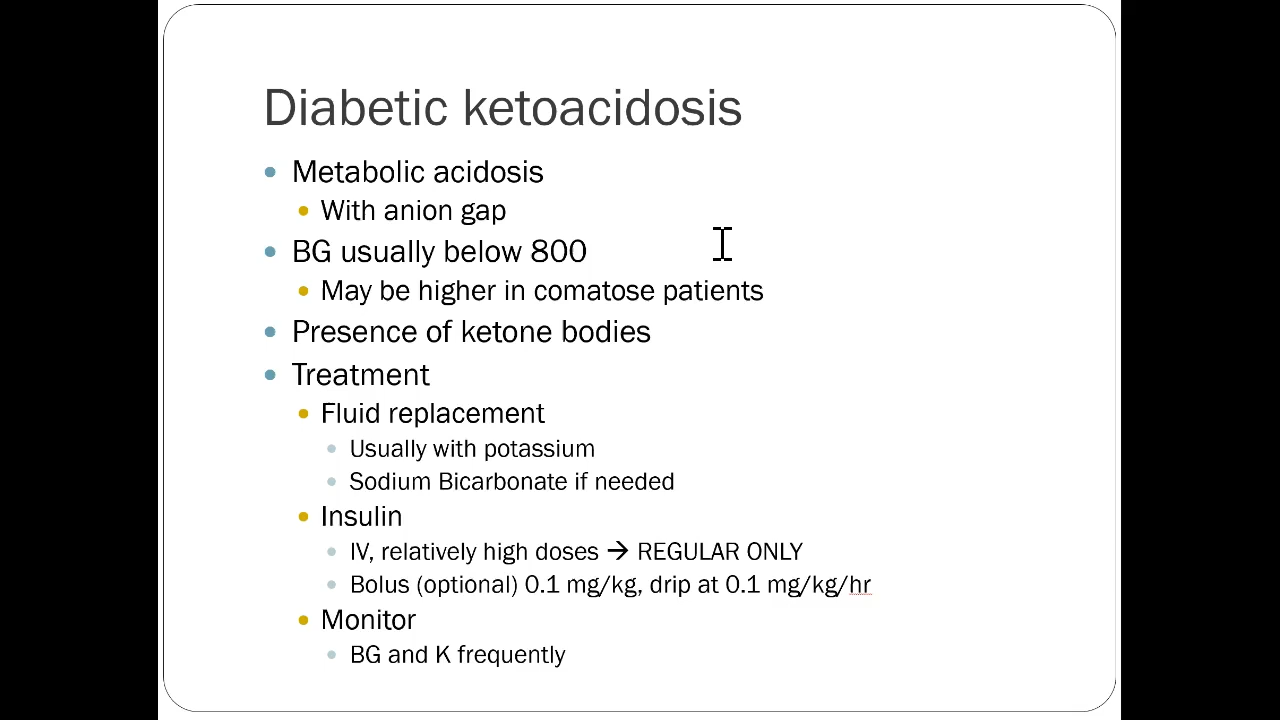 Diabetic ketoacidosis
• Metabolic acidosis
• With anion gap
• BG usually below 800
• May be higher in comatose patients
• Presence of ketone bodies
• Treatment
• Fluid replacement
• Usually with potassium
• Sodium Bicarbonate if needed
• Insulin
• IV, relatively high doses → REGULAR ONLY
• Bolus (optional) 0.1 mg/kg, drip at 0.1 mg/kg/hr
• Monitor
• BG and K frequently